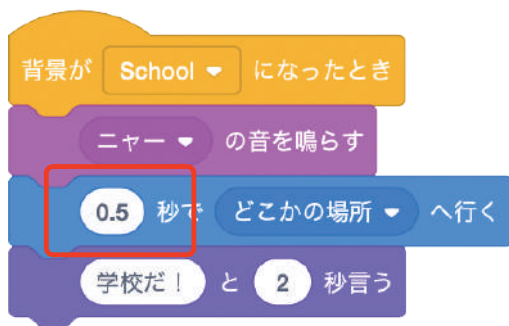 背景が School になったとき
ニャー の音を鳴らす
0.5 秒で どこかの場所 へ行く
学校だ! と 2 秒言う